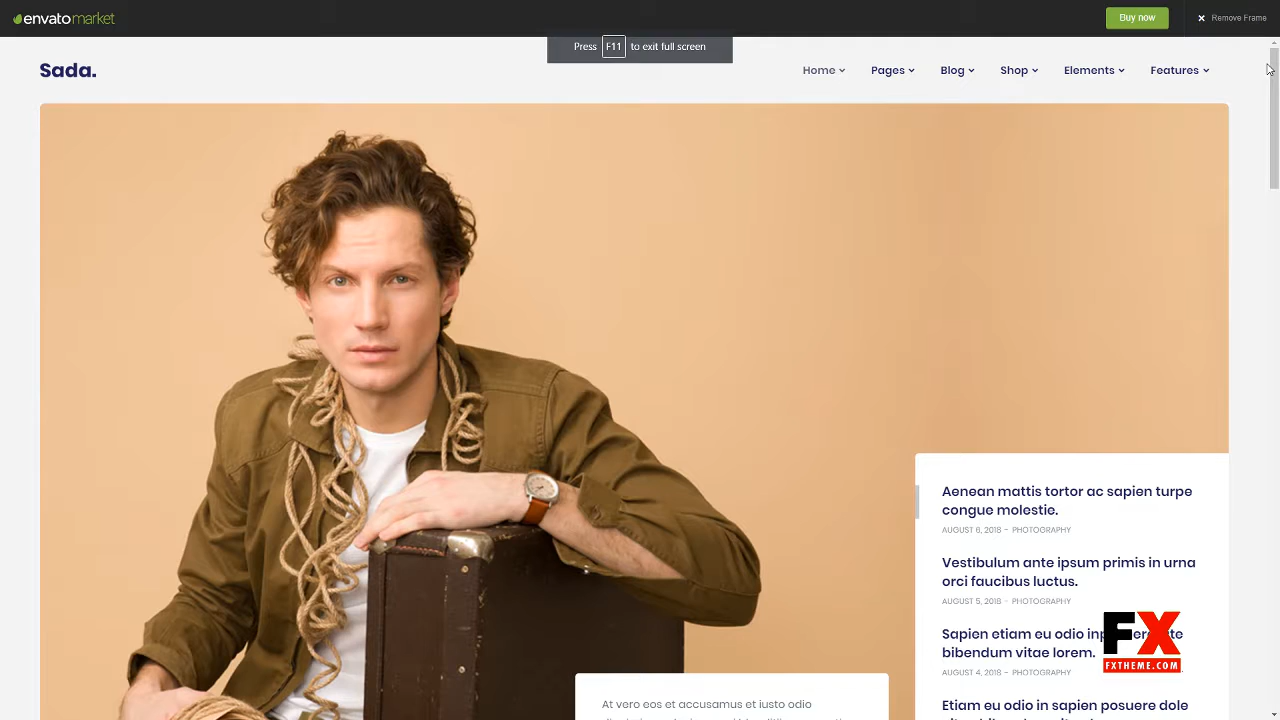 envatomarket
Buy now
Remove Frame
Press F11 to exit full screen
Sada.
Home
Pages
Blog
Shop
Elements
Features
Aenean mattis tortor ac sapien turpe
congue molestie.
AUGUST 6, 2018 - PHOTOGRAPHY
Vestibulum ante ipsum primis in urna
orci faucibus luctus.
AUGUST 5, 2018 - PHOTOGRAPHY
Sapien etiam eu odio
bibendum vitae lorem.
AUGUST 4, 2018 - PHOTOGRAPHY
FX
FXTHEME.COM
Etiam eu odio in sapien posuere dole
At vero eos et accusamus et iusto odio